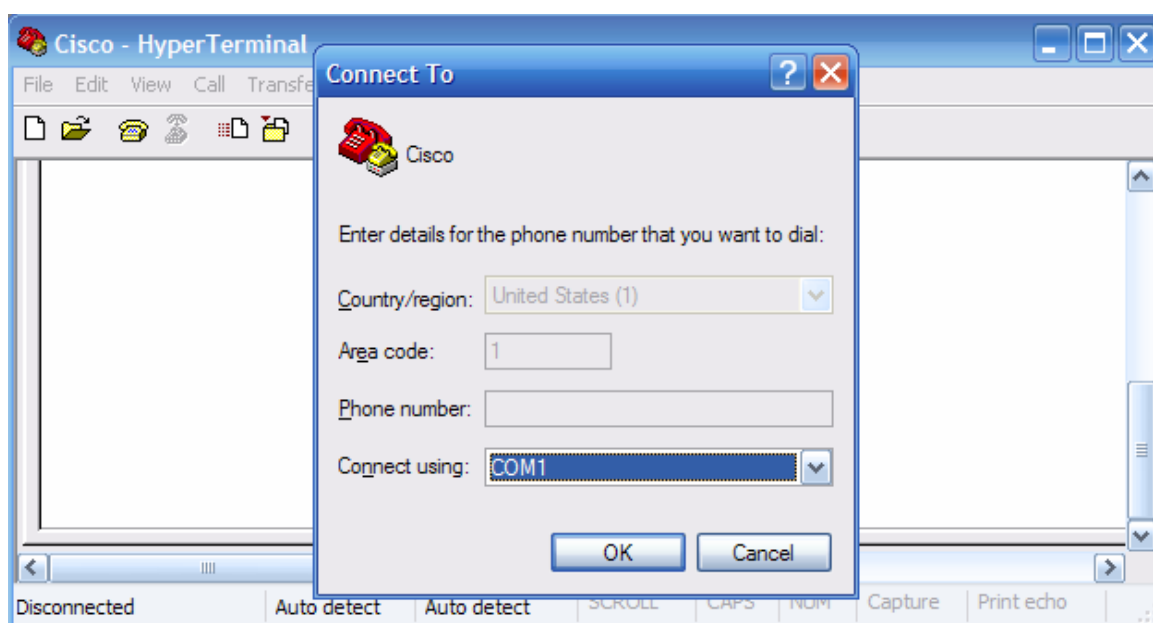 Cisco - HyperTerminal
File Edit View Call Transfe
Connect To
Cisco
Enter details for the phone number that you want to dial:
Country/region: United States (1)
Area code: 1
Phone number:
Connect using: COM1
OK Cancel
Disconnected Auto detect Auto detect SCROLL CAPS NUM Capture Print echo